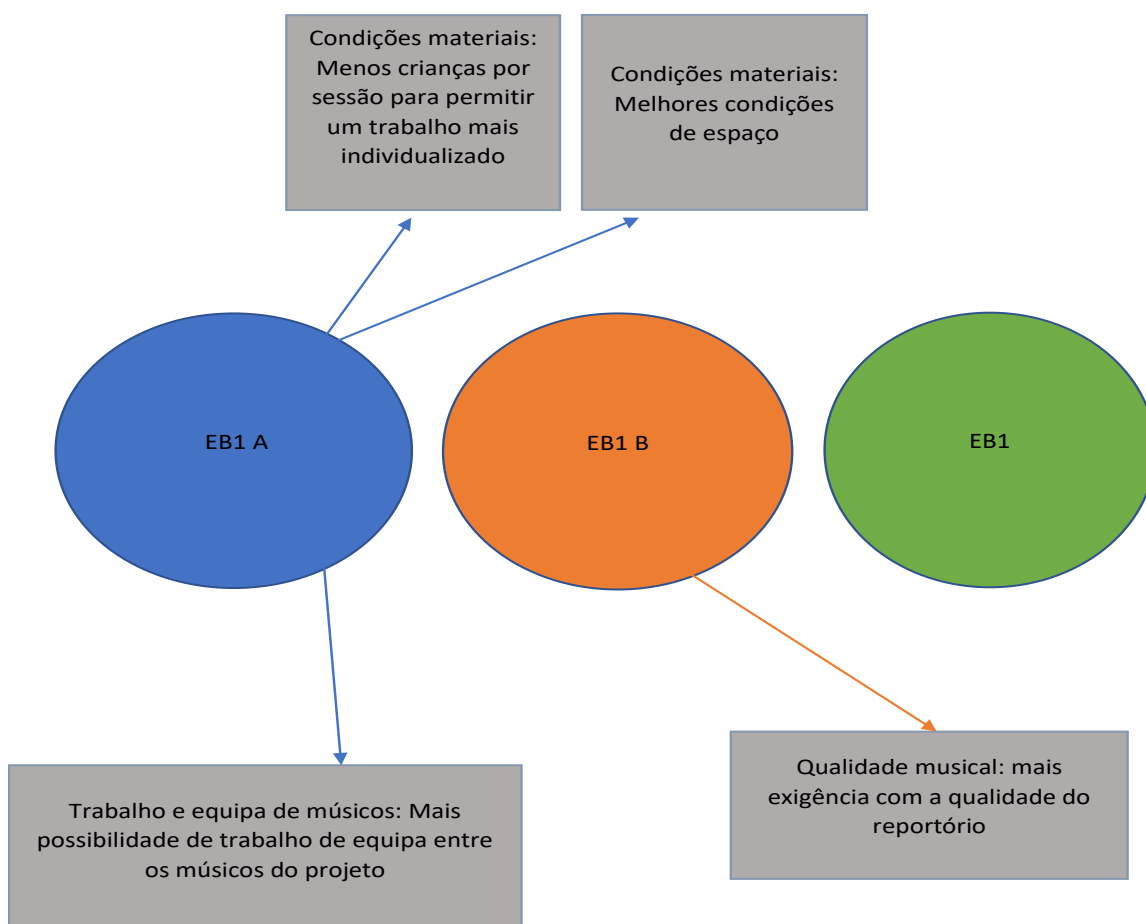 Condições materiais:
Menos crianças por
sessão para permitir
um trabalho mais
individualizado
Condições materiais:
Melhores condições
de espaço
EB1 A
EB1 B
EB1
Trabalho e equipa de músicos: Mais
possibilidade de trabalho de equipa entre
os músicos do projeto
Qualidade musical: mais
exigência com a qualidade do
reportório